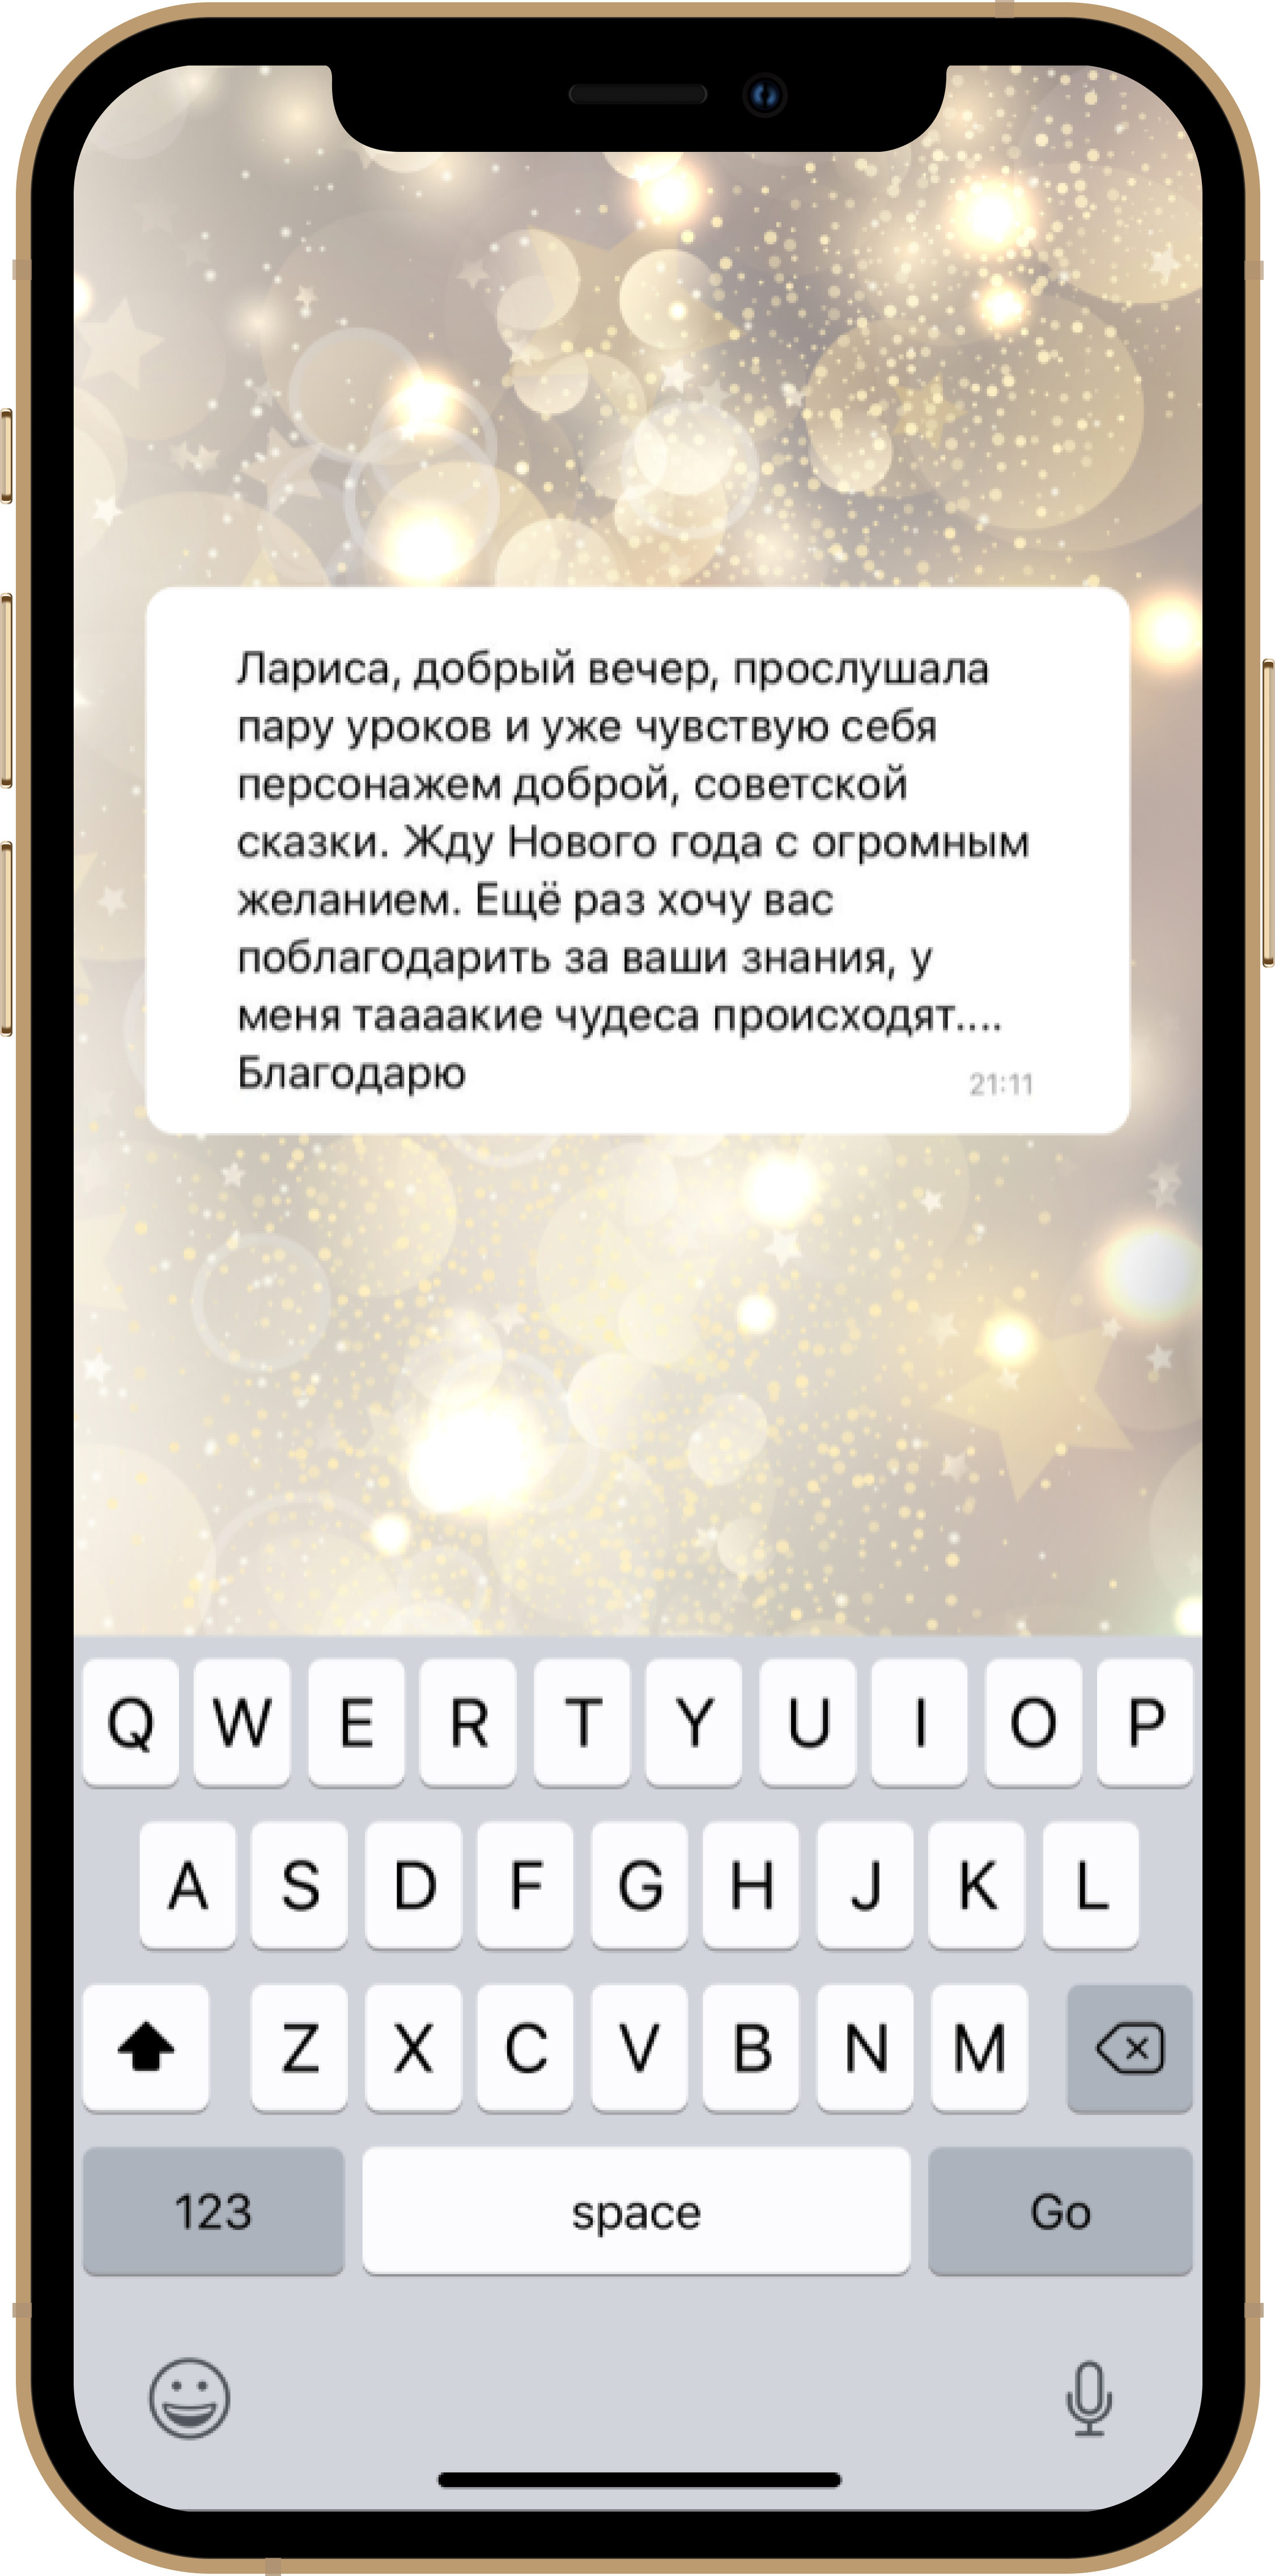 Лариса, добрый вечер, прослушала
пару уроков и уже чувствую себя
персонажем доброй, советской
сказки. Жду Нового года с огромным
желанием. Ещё раз хочу вас
поблагодарить за ваши знания, у
меня таааакие чудеса происходят....
Благодарю
21:11
Q W E R T Y U I O P
A S D F G H J K L
Z X C V B N M
123 space Go